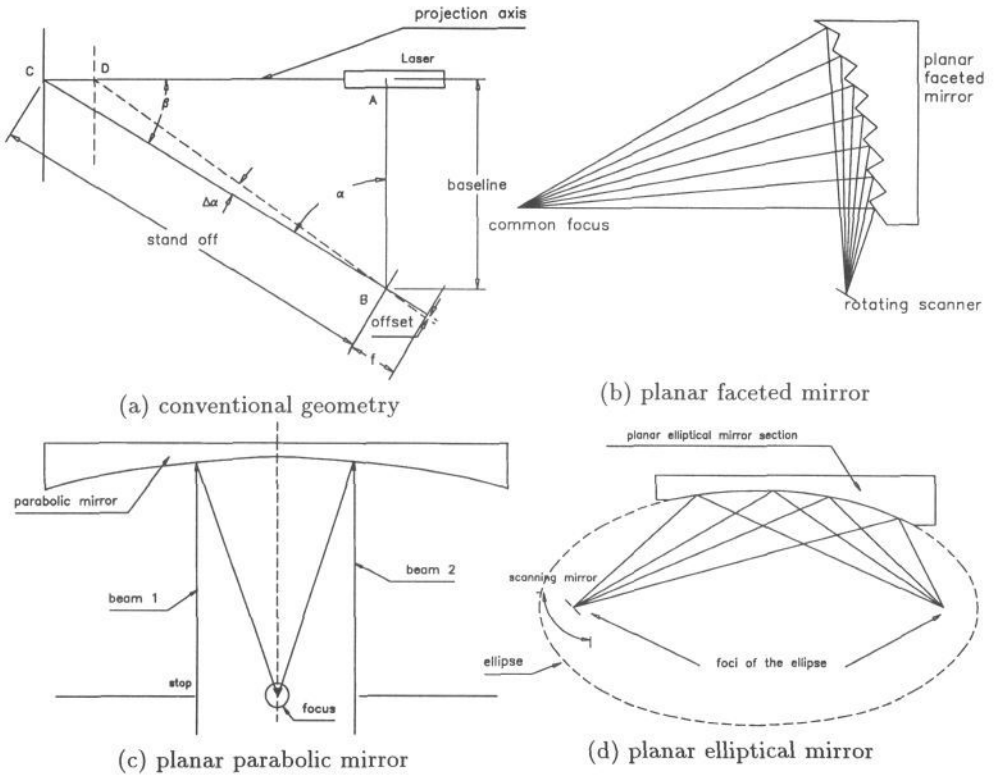 projection axis
Laser
C
D
A
β
α
Δα
baseline
stand off
B
offset
f
(a) conventional geometry
planar
faceted
mirror
common focus
rotating scanner
(b) planar faceted mirror
parabolic mirror
beam 1
beam 2
stop
focus
(c) planar parabolic mirror
planar elliptical mirror section
scanning mirror
ellipse
foci of the ellipse
(d) planar elliptical mirror